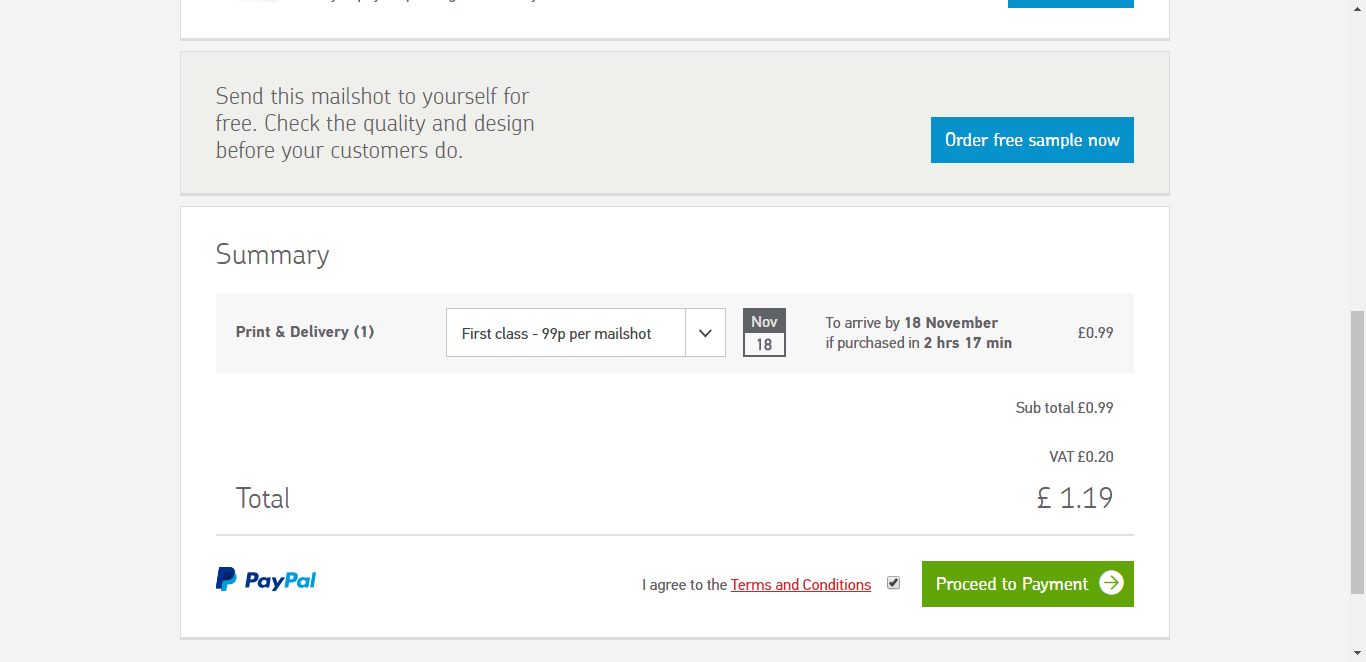 Send this mailshot to yourself for
free. Check the quality and design
before your customers do.
Order free sample now
Summary
Print & Delivery (1)
First class - 99p per mailshot
Nov
18
To arrive by 18 November
if purchased in 2 hrs 17 min
£0.99
Sub total £0.99
VAT £0.20
Total
£ 1.19
PayPal
I agree to the Terms and Conditions
Proceed to Payment